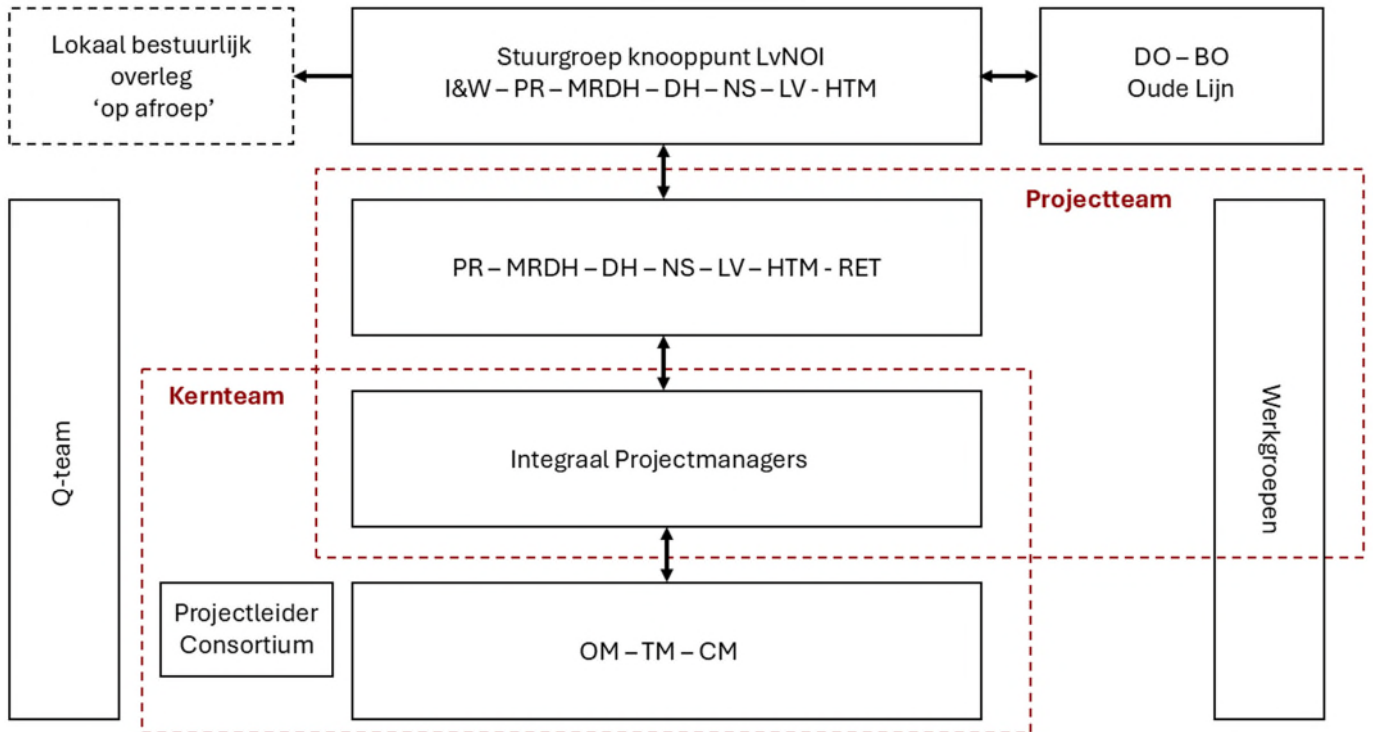 Lokaal bestuurlijk
overleg
‘op afroep’
Stuurgroep knooppunt LvNOI
I&W – PR – MRDH – DH – NS – LV - HTM
DO – BO
Oude Lijn
Projectteam
PR – MRDH – DH – NS – LV – HTM - RET
Kernteam
Integraal Projectmanagers
Q-team
Werkgroepen
Projectleider
Consortium
OM – TM – CM